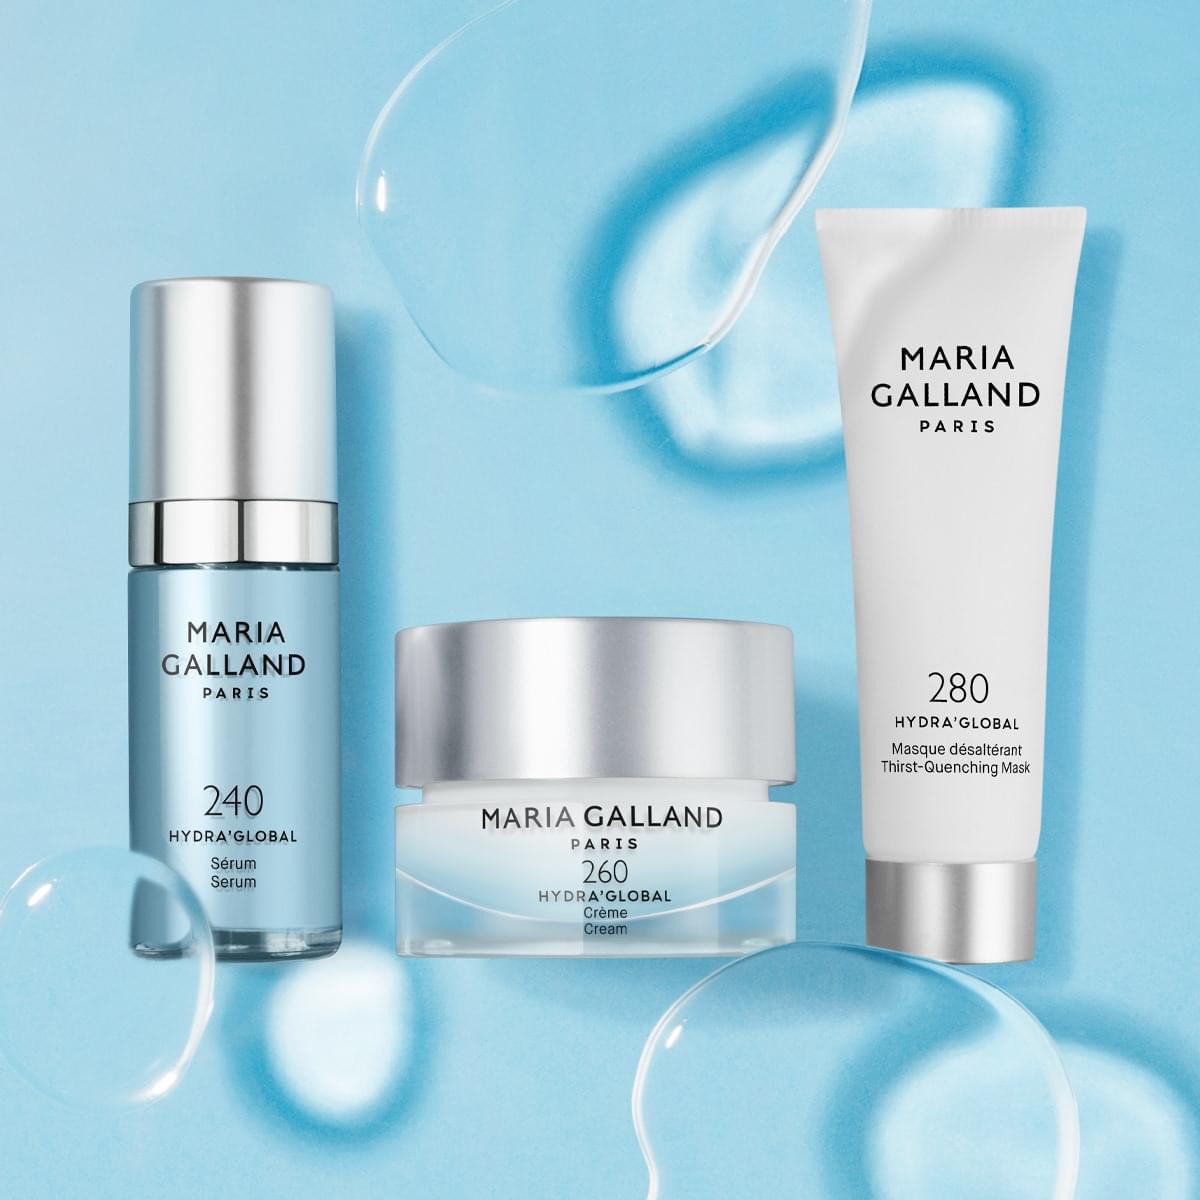 MARIA
GALLAND
PARIS
240
HYDRA'GLOBAL
Sérum
Serum
MARIA GALLAND
PARIS
260
HYDRA'GLOBAL
Crème
Cream
MARIA
GALLAND
PARIS
280
HYDRA'GLOBAL
Masque désaltérant
Thirst-Quenching Mask